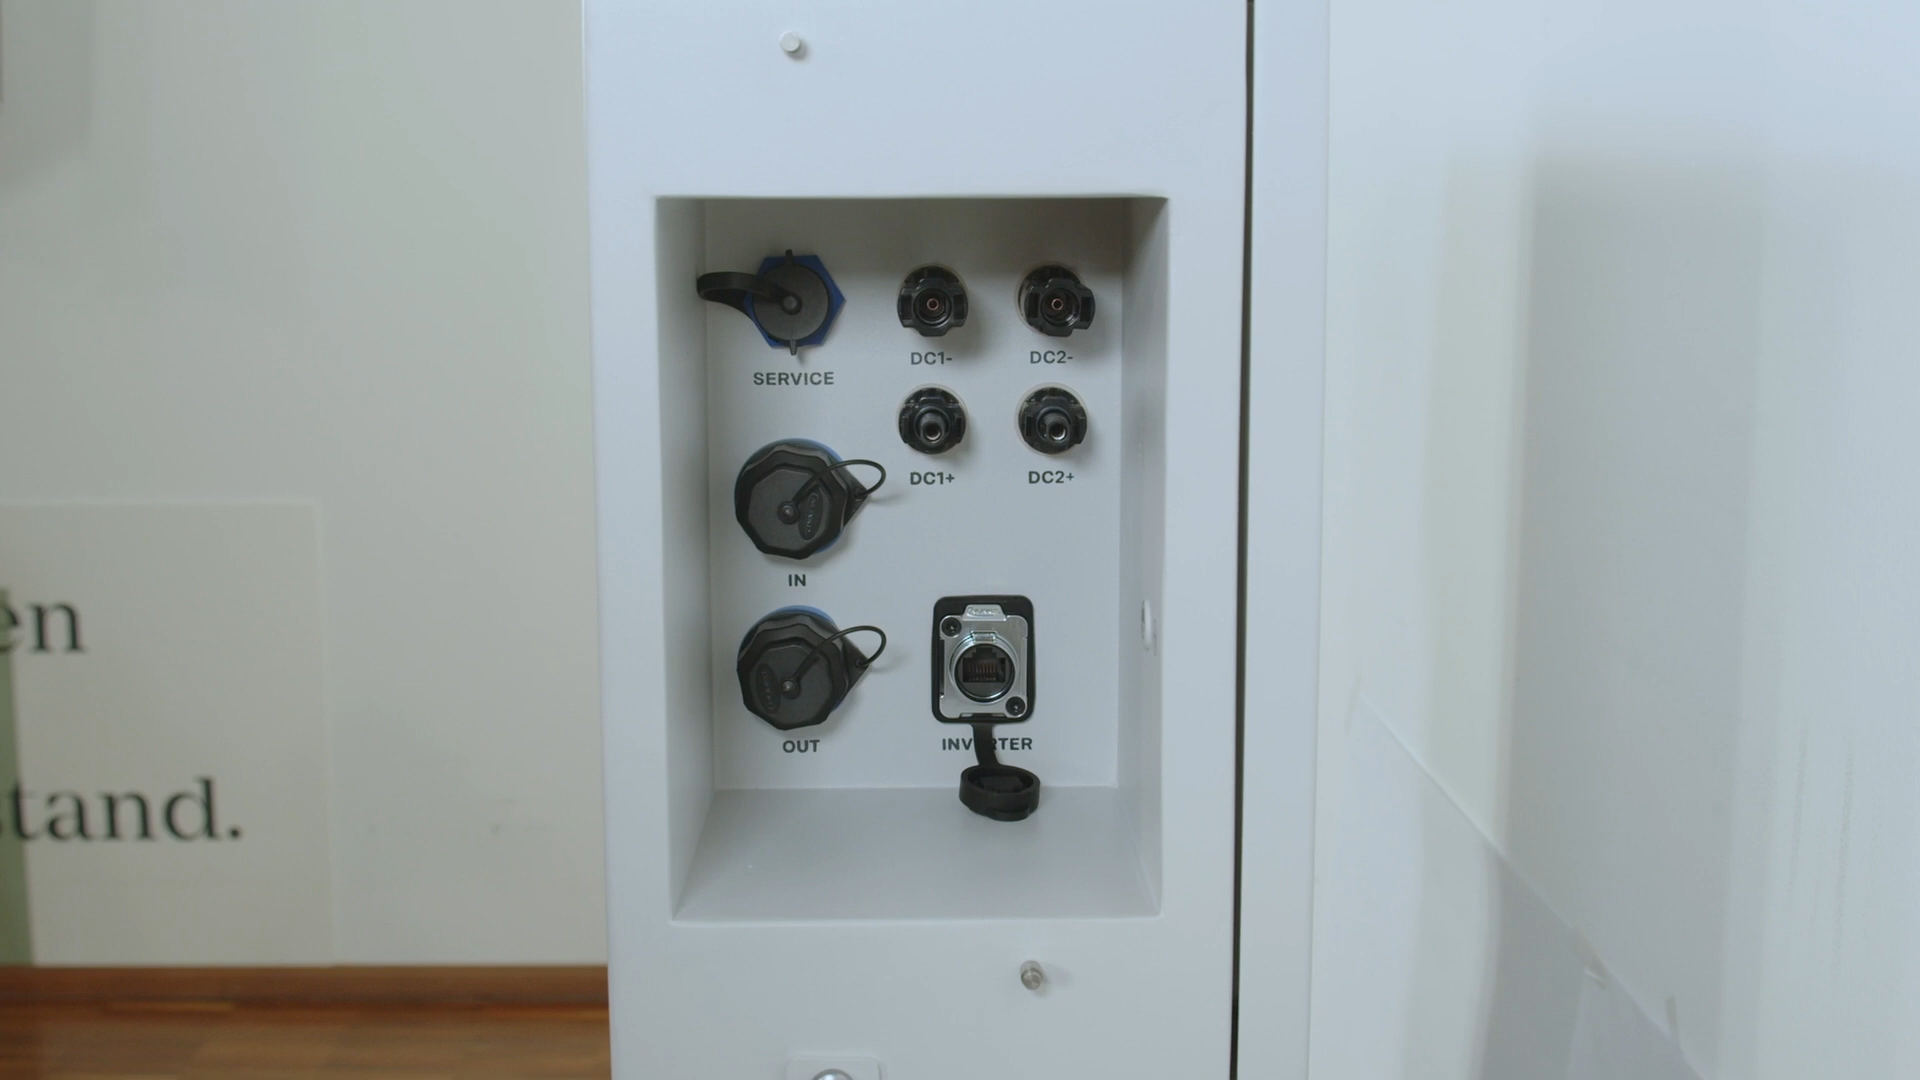 SERVICE
DC1-
DC2-
DC1+
DC2+
IN
OUT
en
tand.